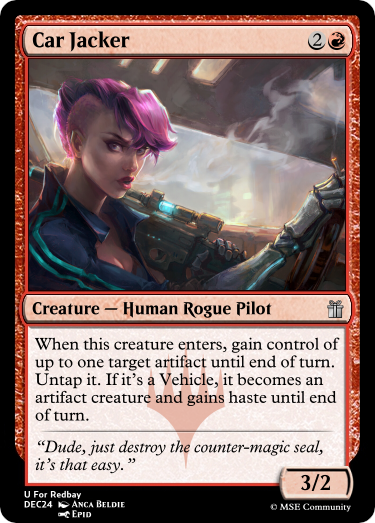 Car Jacker 2
Creature — Human Rogue Pilot
When this creature enters, gain control of
up to one target artifact until end of turn.
Untap it. If it's a Vehicle, it becomes an
artifact creature and gains haste until end
of turn.
“Dude, just destroy the counter-magic seal,
it's that easy.”
3/2
U For Redbay
DEC24 Anca Beldie
Epid
© MSE Community